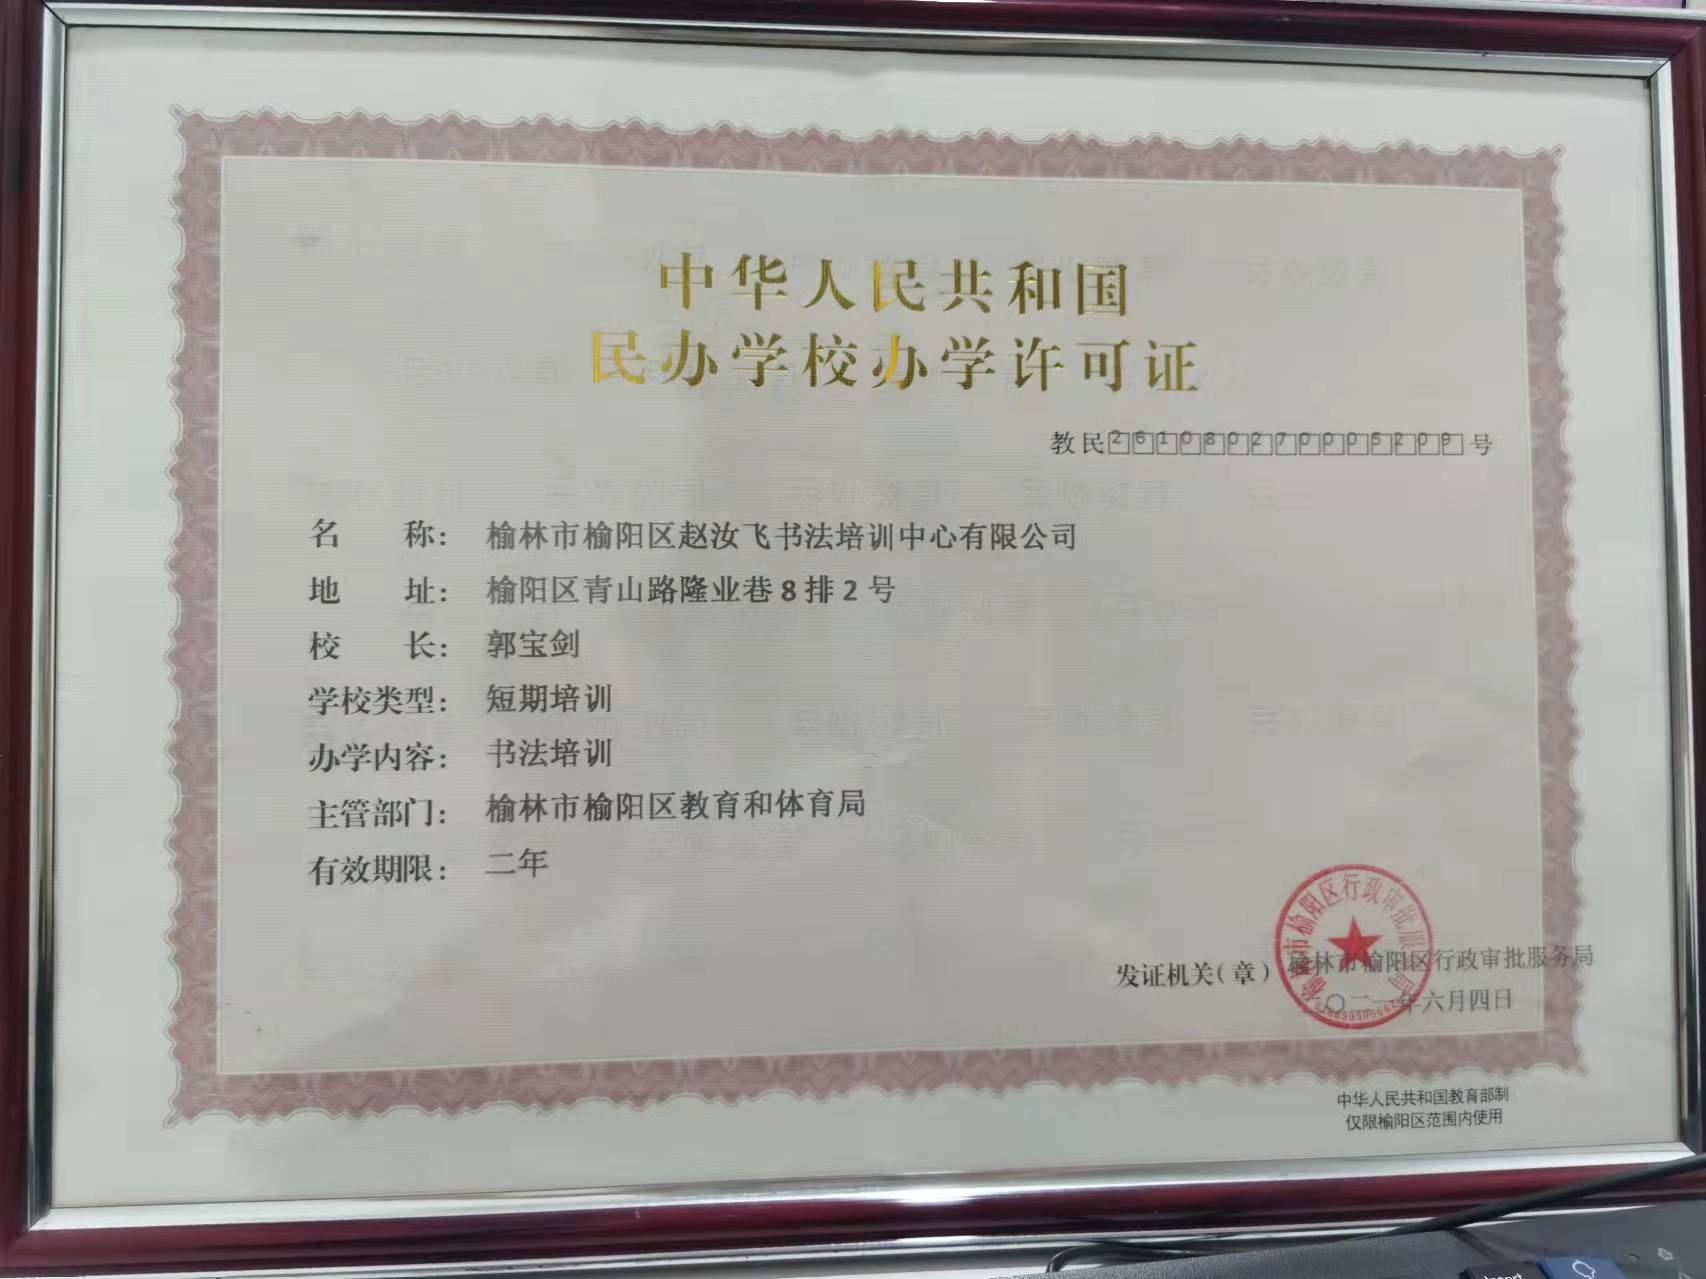 中华人民共和国
民办学校办学许可证
教民261080270005209号
名 称：榆林市榆阳区赵汝飞书法培训中心有限公司
地 址：榆阳区青山路隆业巷8排2号
校 长：郭宝剑
学校类型：短期培训
办学内容：书法培训
主管部门：榆林市榆阳区教育和体育局
有效期限：二年
发证机关（章）榆林市榆阳区行政审批服务局
二〇二一年六月四日
中华人民共和国教育部制
仅限榆阳区范围内使用